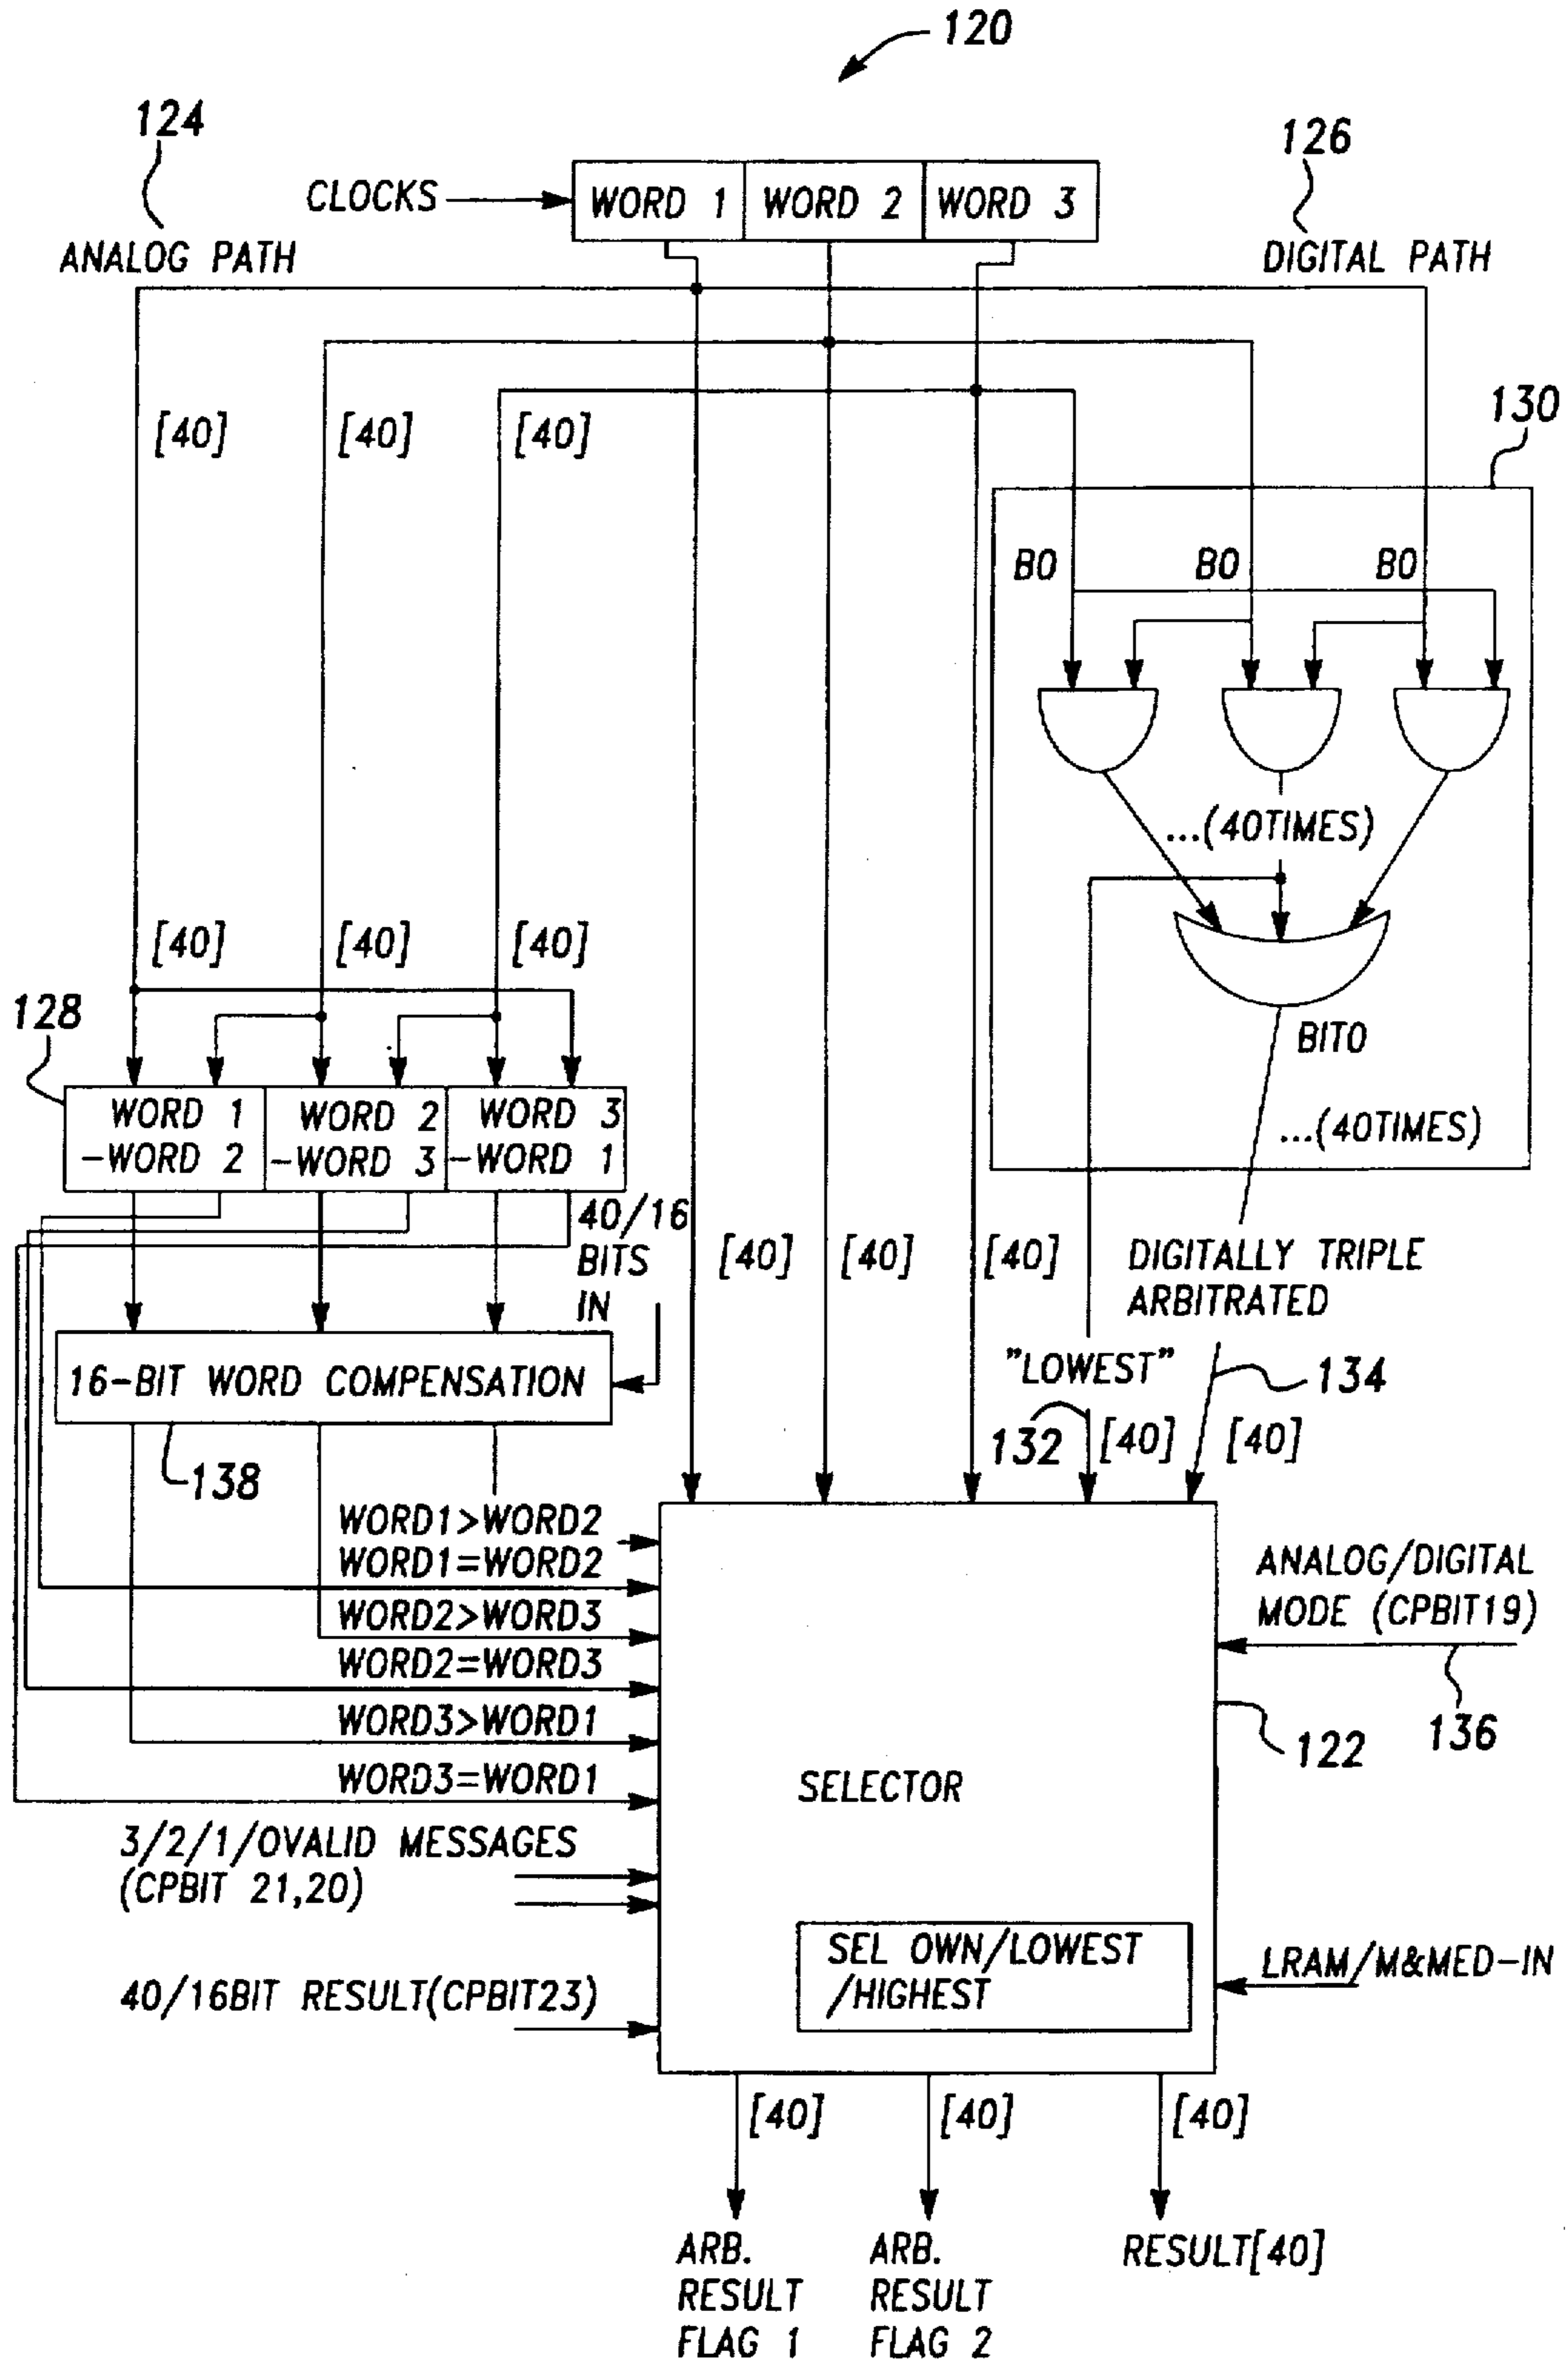 120
124
126
CLOCKS
WORD 1
WORD 2
WORD 3
ANALOG PATH
DIGITAL PATH
130
[40]
[40]
[40]
BO
BO
BO
...(40TIMES)
[40]
[40]
[40]
128
BITO
WORD 1
-WORD 2
WORD 2
-WORD 3
WORD 3
-WORD 1
...(40TIMES)
40/16
BITS
IN
[40]
[40]
[40]
DIGITALLY TRIPLE
ARBITRATED
16-BIT WORD COMPENSATION
"LOWEST"
134
132
[40]
[40]
138
WORD1>WORD2
WORD1=WORD2
WORD2>WORD3
WORD2=WORD3
WORD3>WORD1
WORD3=WORD1
ANALOG/DIGITAL
MODE (CPBIT19)
136
122
SELECTOR
3/2/1/OVALID MESSAGES
(CPBIT 21,20)
SEL OWN/LOWEST
/HIGHEST
LRAM/M&MED-IN
40/16BIT RESULT(CPBIT23)
[40]
[40]
[40]
ARB.
RESULT
FLAG 1
ARB.
RESULT
FLAG 2
RESULT[40]